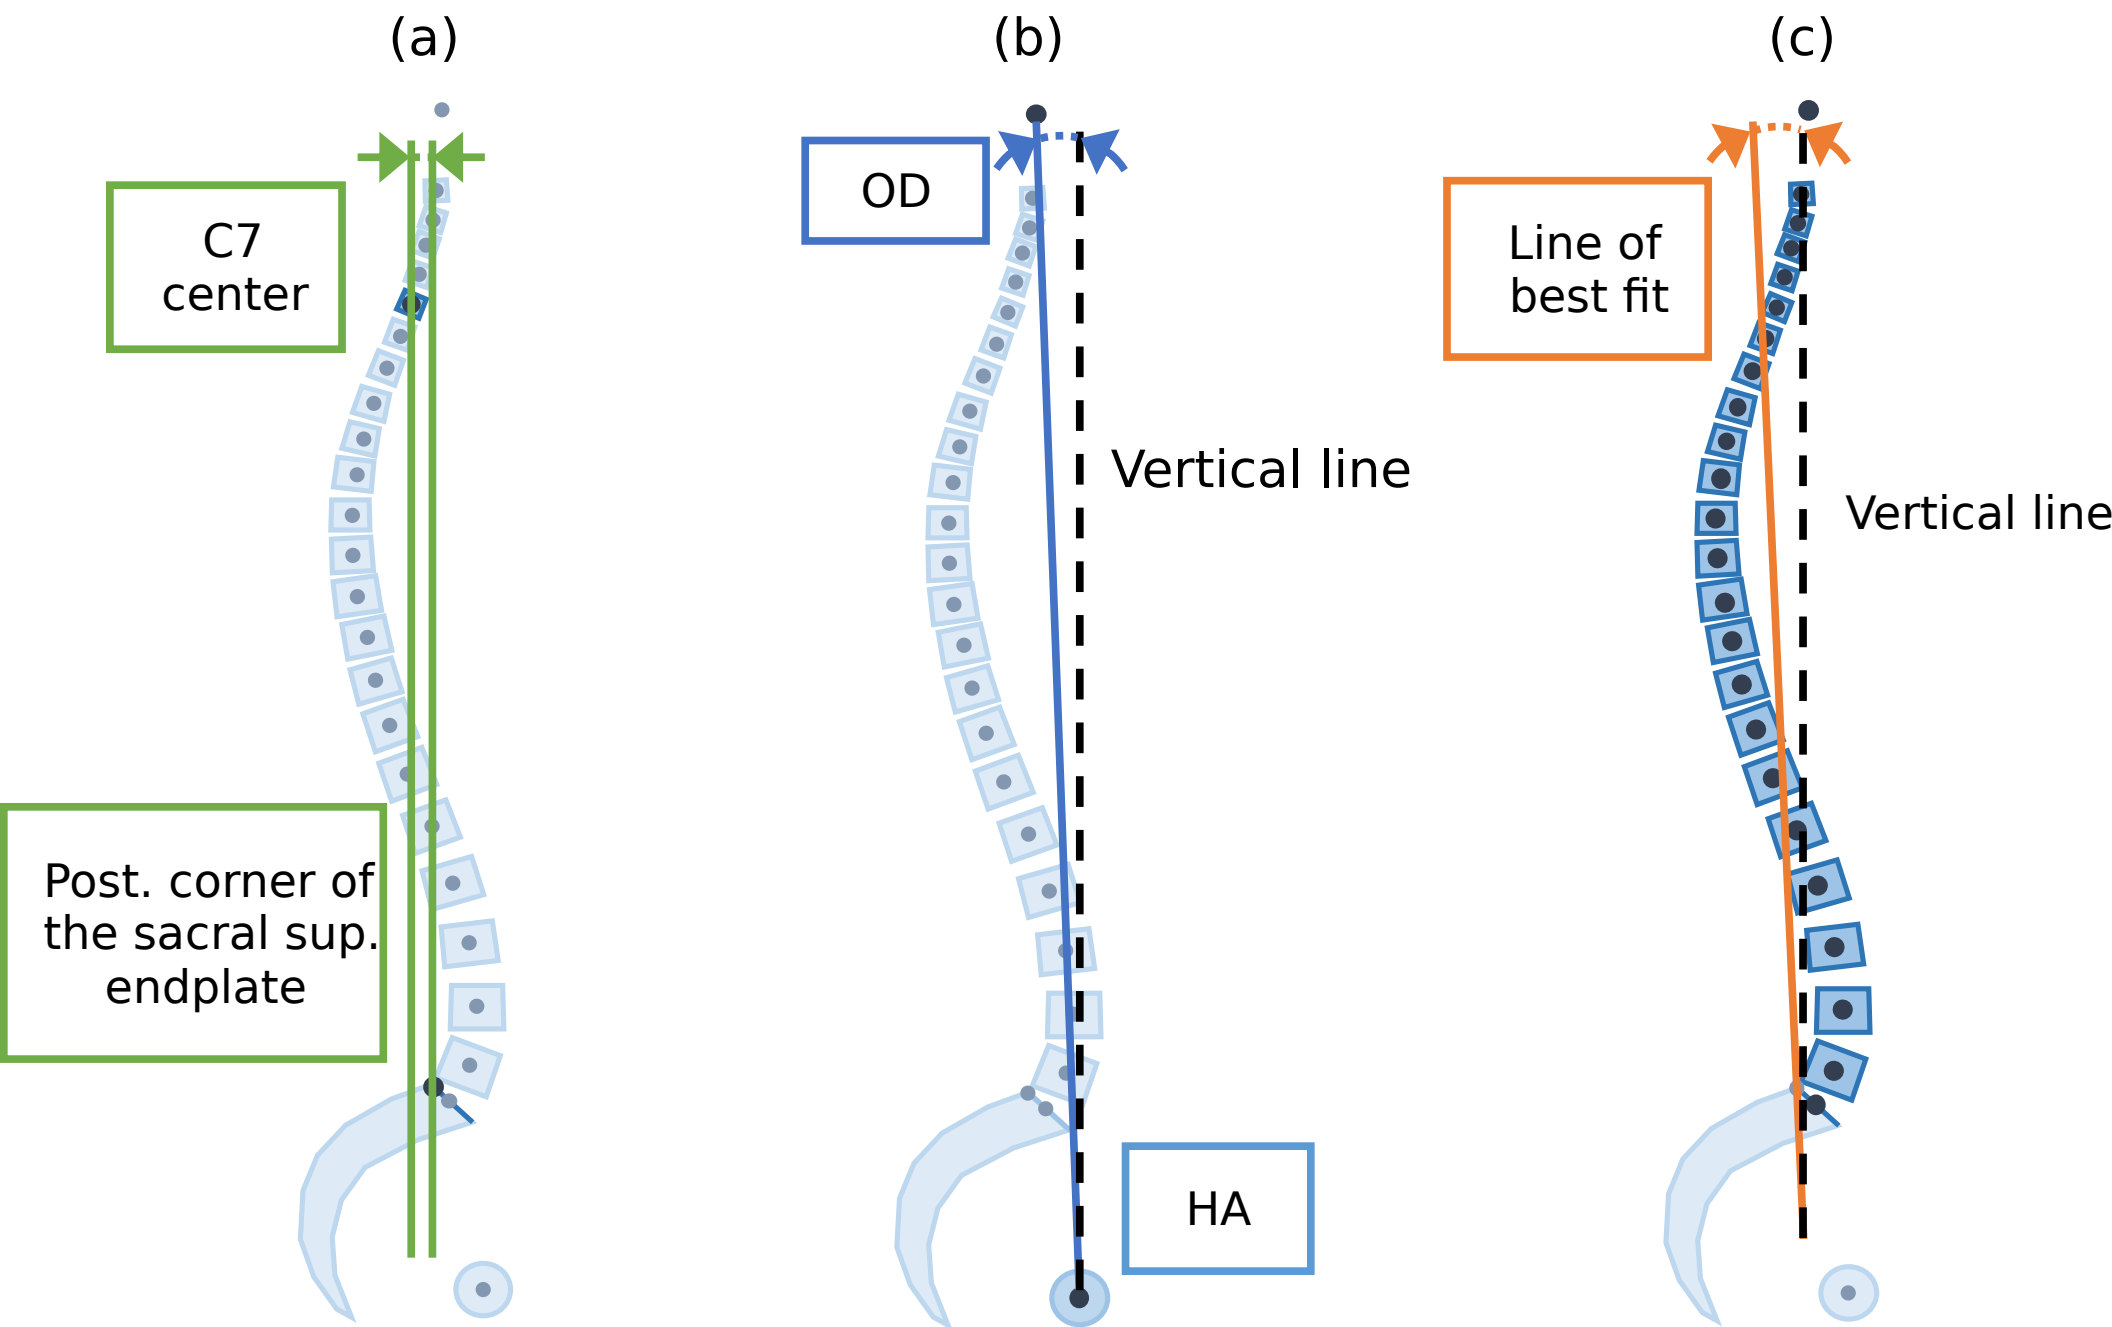 (a)
(b)
(c)
C7
center
OD
Line of
best fit
Vertical line
Vertical line
Post. corner of
the sacral sup.
endplate
HA